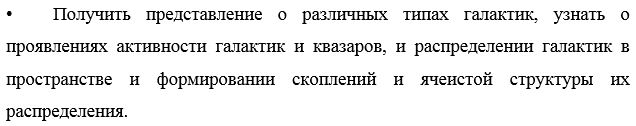 • Получить представление о различных типах галактик, узнать о
проявлениях активности галактик и квазаров, и распределении галактик в
пространстве и формировании скоплений и ячеистой структуры их
распределения.